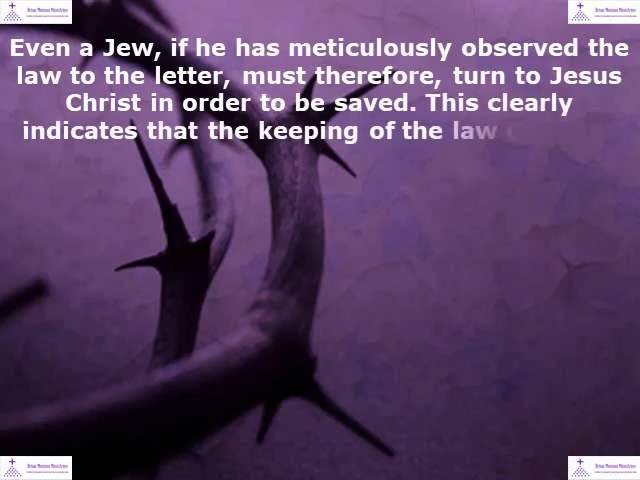 Even a Jew, if he has meticulously observed the
law to the letter, must therefore, turn to Jesus
Christ in order to be saved. This clearly
indicates that the keeping of the law